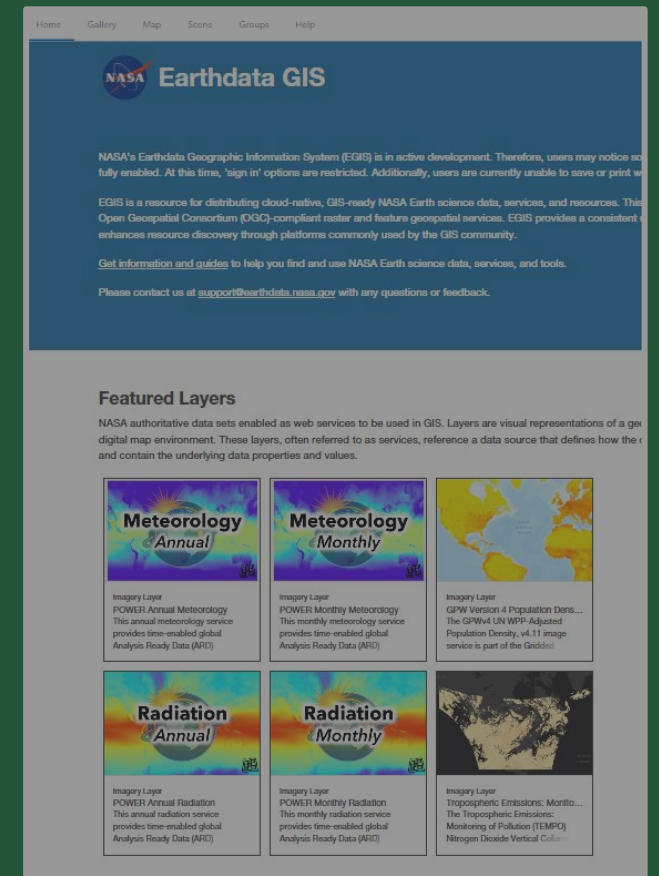 Home Gallery Map Scene Groups Help
NASA Earthdata GIS
NASA's Earthdata Geographic Information System (EGIS) is in active development. Therefore, users may notice so
fully enabled. At this time, 'sign in' options are restricted. Additionally, users are currently unable to save or print w
EGIS is a resource for distributing cloud-native, GIS-ready NASA Earth science data, services, and resources. This
Open Geospatial Consortium (OGC)-compliant raster and feature geospatial services. EGIS provides a consistent
enhances resource discovery through platforms commonly used by the GIS community.
Get information and guides to help you find and use NASA Earth science data, services, and tools.
Please contact us at support@earthdata.nasa.gov with any questions or feedback.
Featured Layers
NASA authoritative data sets enabled as web services to be used in GIS. Layers are visual representations of a geo
digital map environment. These layers, often referred to as services, reference a data source that defines how the
and contain the underlying data properties and values.
Meteorology Annual
Imagery Layer
POWER Annual Meteorology
This annual meteorology service
provides time-enabled global
Analysis Ready Data (ARD)
Meteorology Monthly
Imagery Layer
POWER Monthly Meteorology
This monthly meteorology service
provides time-enabled global
Analysis Ready Data (ARD)
Imagery Layer
GPW Version 4 Population Dens...
The GPWv4 UN WPP-Adjusted
Population Density, v4.11 image
service is part of the Gridded
Radiation Annual
Imagery Layer
POWER Annual Radiation
This annual radiation service
provides time-enabled global
Analysis Ready Data (ARD)
Radiation Monthly
Imagery Layer
POWER Monthly Radiation
This monthly radiation service
provides time-enabled global
Analysis Ready Data (ARD)
Imagery Layer
Tropospheric Emissions: Monito...
The Tropospheric Emissions:
Monitoring of Pollution (TEMPO)
Nitrogen Dioxide Vertical Column